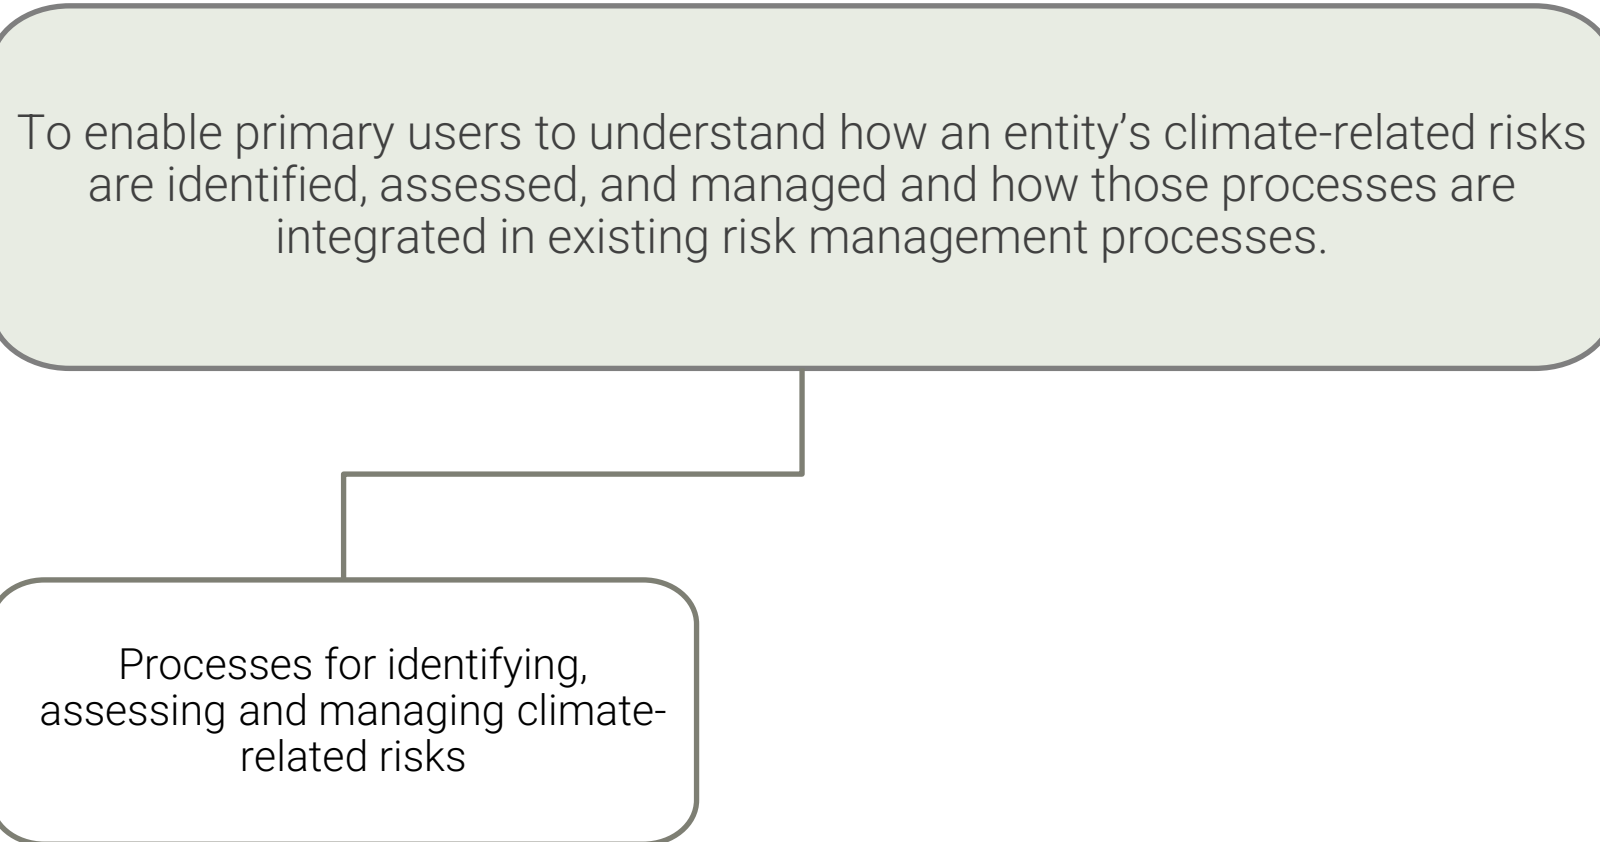 To enable primary users to understand how an entity’s climate-related risks
are identified, assessed, and managed and how those processes are
integrated in existing risk management processes.
Processes for identifying,
assessing and managing climate-
related risks